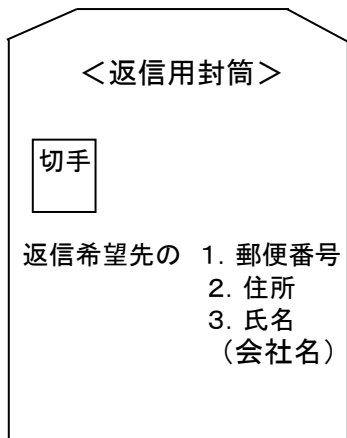 ＜返信用封筒＞
切手
返信希望先の 1. 郵便番号
2. 住所
3. 氏名
（会社名）